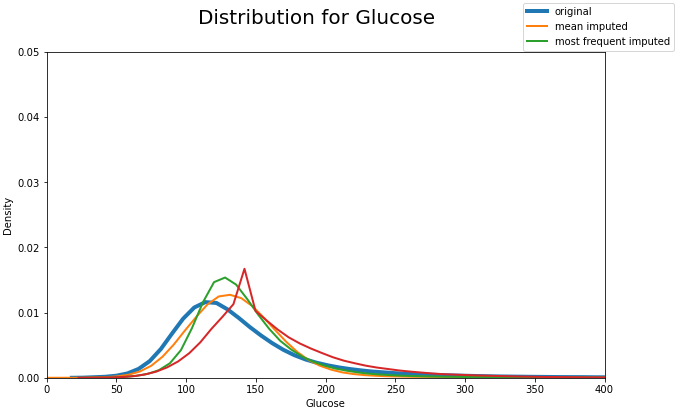 Distribution for Glucose
original
mean imputed
most frequent imputed
0.05
0.04
0.03
0.02
0.01
0.00
Density
0 50 100 150 200 250 300 350 400
Glucose